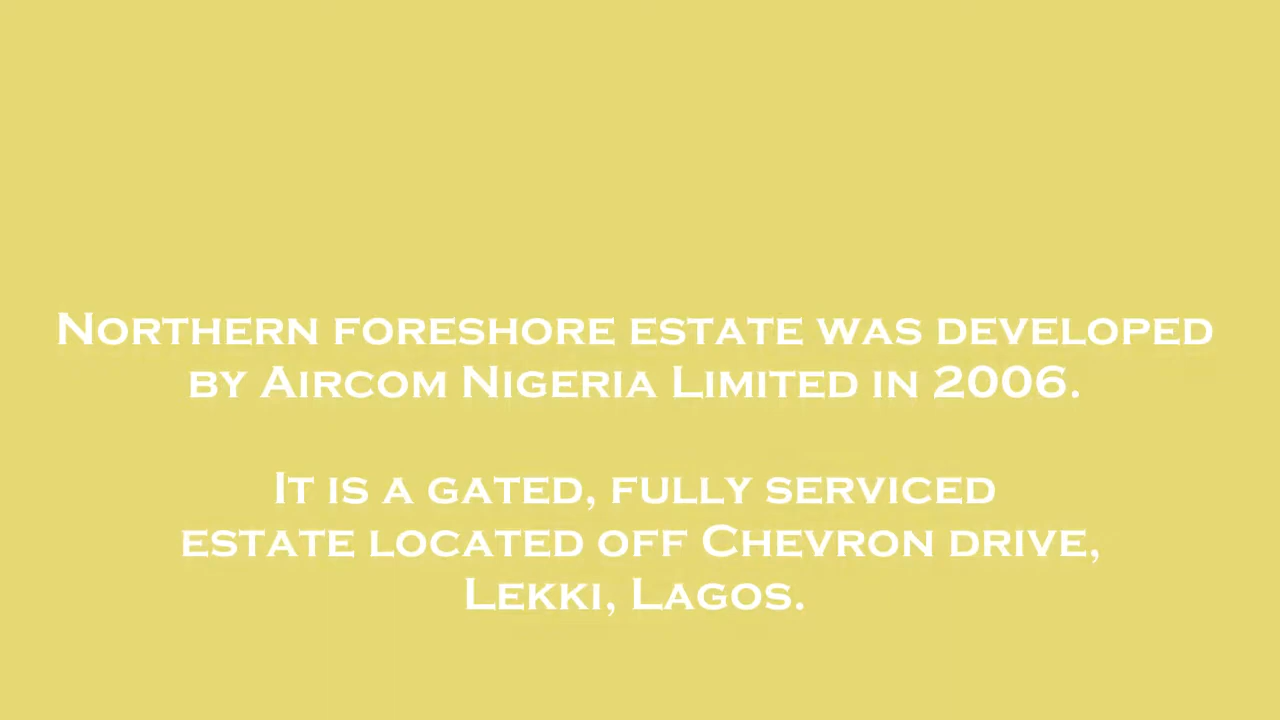 Northern foreshore estate was developed
by Aircom Nigeria Limited in 2006.
It is a gated, fully serviced
estate located off Chevron drive,
Lekki, Lagos.